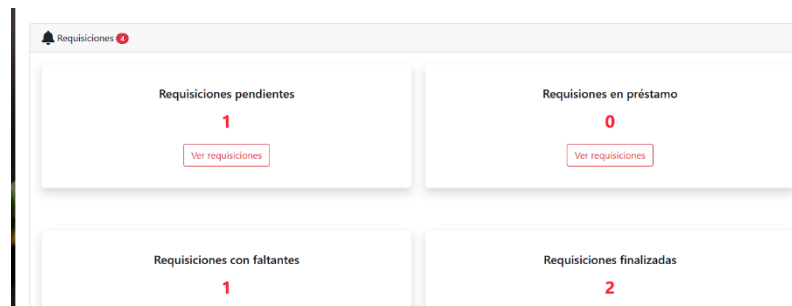 Requisiciones 4
Requisiciones pendientes
1
Ver requisiciones
Requisiones en préstamo
0
Ver requisiciones
Requisiciones con faltantes
1
Requisiciones finalizadas
2